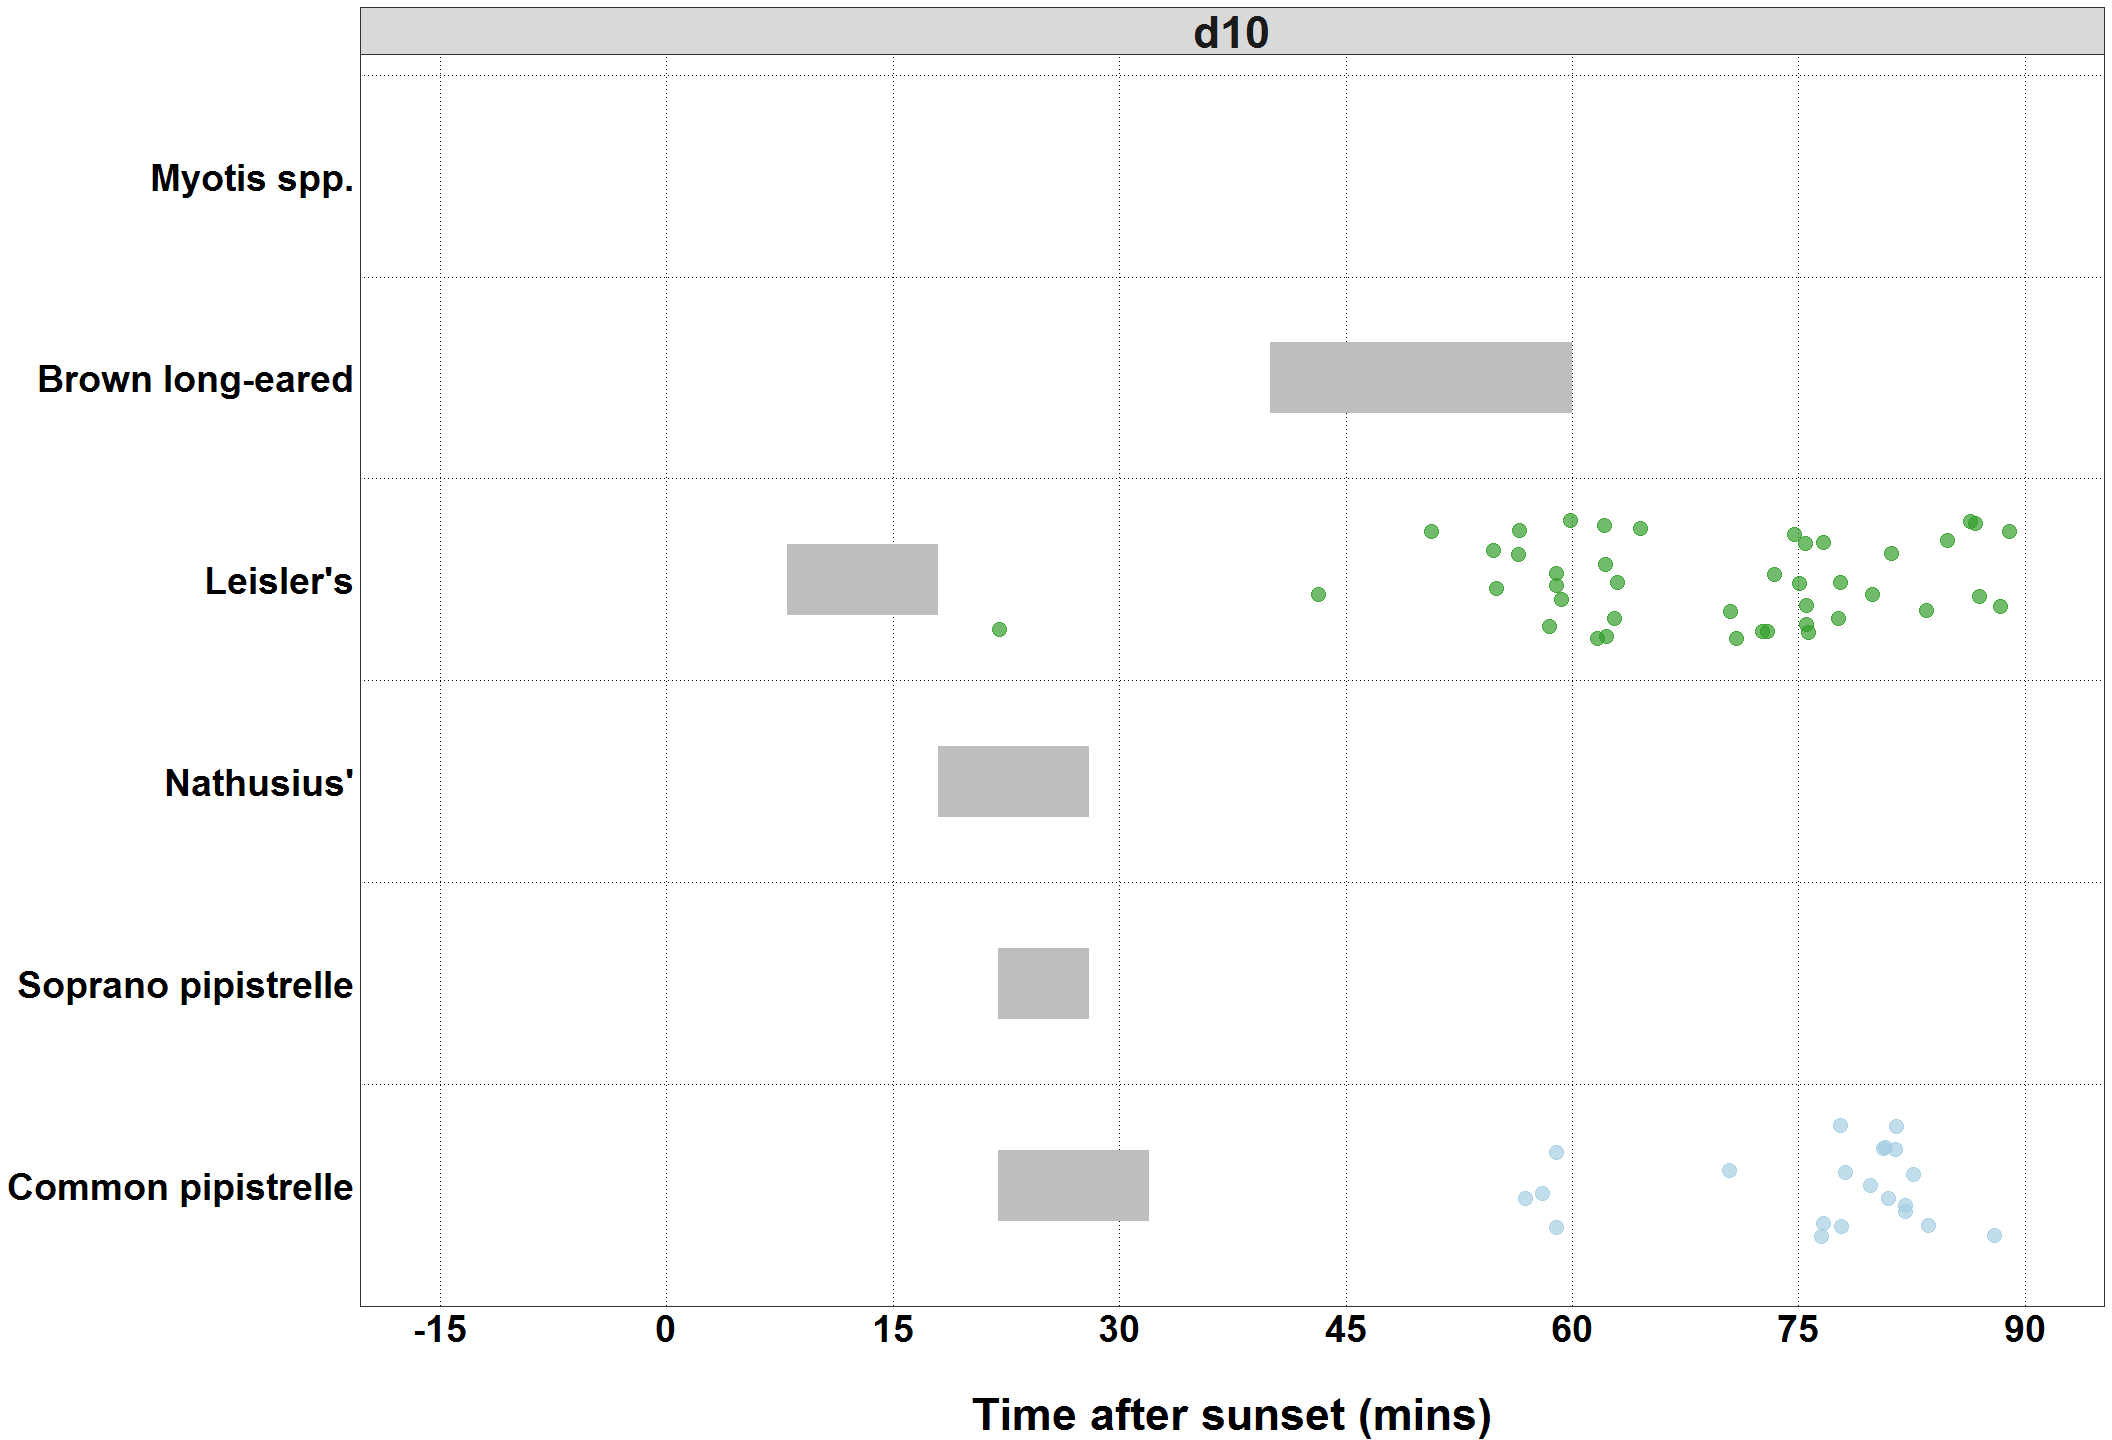 d10
Myotis spp.
Brown long-eared
Leisler's
Nathusius'
Soprano pipistrelle
Common pipistrelle
-15 0 15 30 45 60 75 90
Time after sunset (mins)